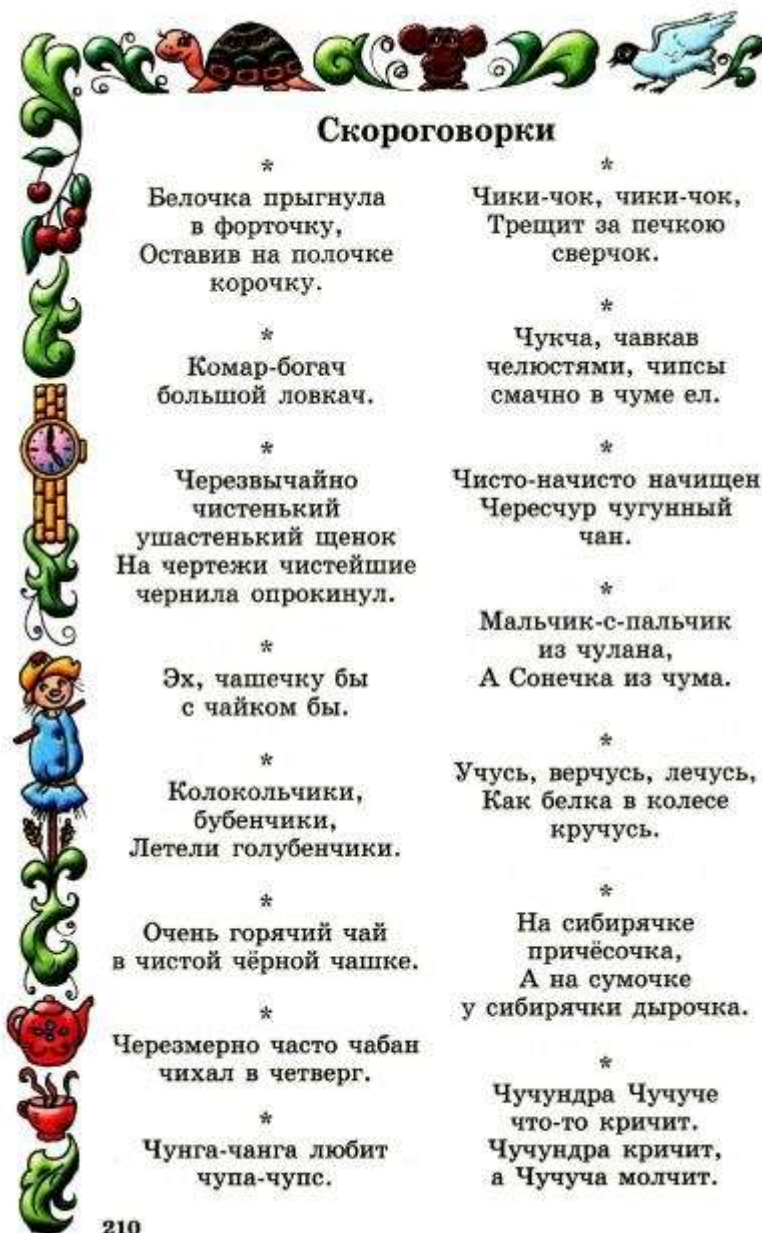 Скороговорки
*
Белочка прыгнула
в форточку,
Оставив на полочке
корочку.
*
Комар-богач
большой ловкач.
*
Черезвычайно
чистенький
ушастенький щенок
На чертежи чистейшие
чернила опрокинул.
*
Эх, чашечку бы
с чайком бы.
*
Колокольчики,
бубенчики,
Летели голубенчики.
*
Очень горячий чай
в чистой чёрной чашке.
*
Черезмерно часто чабан
чихал в четверг.
*
Чунга-чанга любит
чупа-чупс.
*
Чики-чок, чики-чок,
Трещит за печкою
сверчок.
*
Чукча, чавкав
челюстями, чипсы
смачно в чуме ел.
*
Чисто-начисто начищен
Чересчур чугунный
чан.
*
Мальчик-с-пальчик
из чулана,
А Сонечка из чума.
*
Учусь, верчусь, лечусь,
Как белка в колесе
кручусь.
*
На сибирячке
причёсочка,
А на сумочке
у сибирячки дырочка.
*
Чучундра Чучуче
что-то кричит.
Чучундра кричит,
а Чучуча молчит.
210